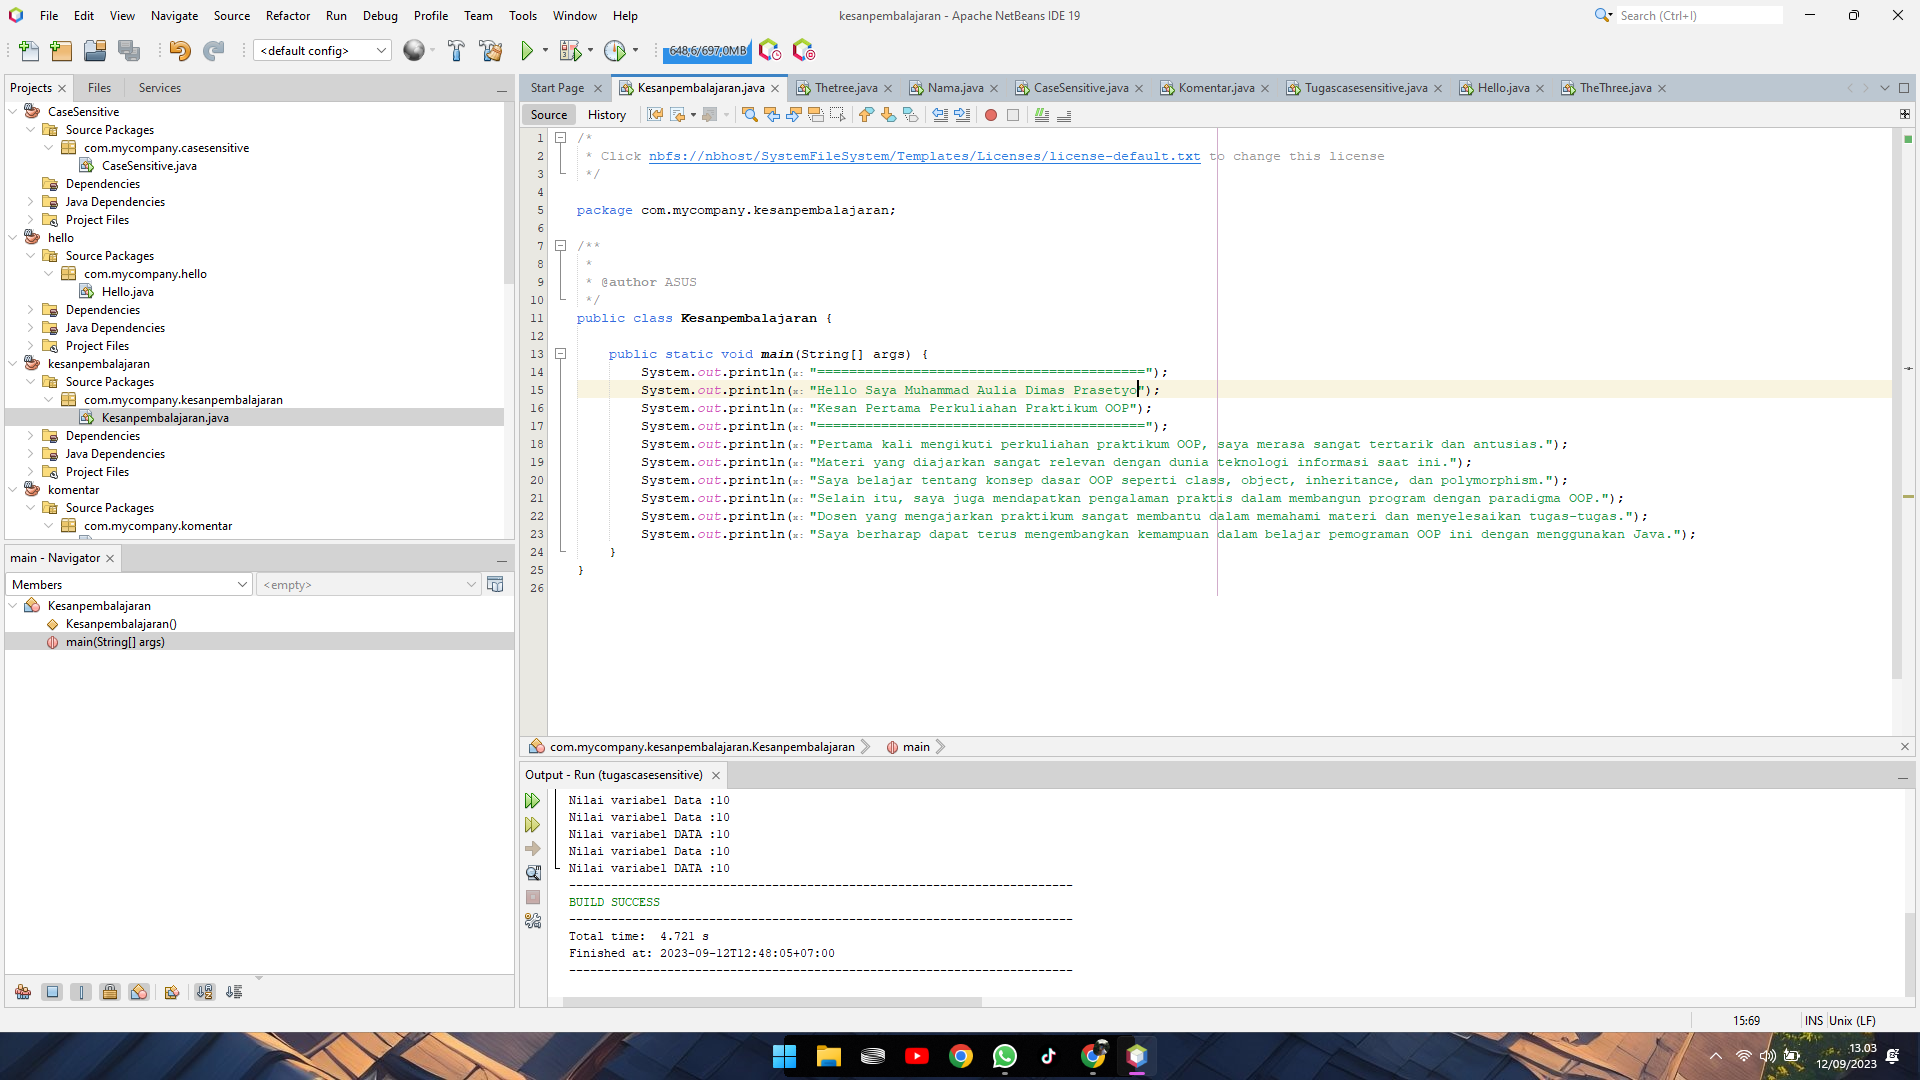 File Edit View Navigate Source Refactor Run Debug Profile Team Tools Window Help
kesanpembalajaran - Apache NetBeans IDE 19
Search (Ctrl+I)
<default config>
648,6/697,0MB
Projects Files Services
CaseSensitive
Source Packages
com.mycompany.casesensitive
CaseSensitive.java
Dependencies
Java Dependencies
Project Files
hello
Source Packages
com.mycompany.hello
Hello.java
Dependencies
Java Dependencies
Project Files
kesanpembalajaran
Source Packages
com.mycompany.kesanpembalajaran
Kesanpembalajaran.java
Dependencies
Java Dependencies
Project Files
komentar
Source Packages
com.mycompany.komentar
main - Navigator
Members
<empty>
Kesanpembalajaran
Kesanpembalajaran()
main(String[] args)
Start Page Kesanpembalajaran.java Thetree.java Nama.java CaseSensitive.java Komentar.java Tugascasesensitive.java Hello.java TheThree.java
Source History
1 /*
2 * Click nbfs://nbhost/SystemFileSystem/Templates/Licenses/license-default.txt to change this license
3 */
4
5 package com.mycompany.kesanpembalajaran;
6
7 /**
8 *
9 * @author ASUS
10 */
11 public class Kesanpembalajaran {
12
13 public static void main(String[] args) {
14 System.out.println(x: "=========================================");
15 System.out.println(x: "Hello Saya Muhammad Aulia Dimas Prasetyo");
16 System.out.println(x: "Kesan Pertama Perkuliahan Praktikum OOP");
17 System.out.println(x: "=========================================");
18 System.out.println(x: "Pertama kali mengikuti perkuliahan praktikum OOP, saya merasa sangat tertarik dan antusias.");
19 System.out.println(x: "Materi yang diajarkan sangat relevan dengan dunia teknologi informasi saat ini.");
20 System.out.println(x: "Saya belajar tentang konsep dasar OOP seperti class, object, inheritance, dan polymorphism.");
21 System.out.println(x: "Selain itu, saya juga mendapatkan pengalaman praktis dalam membangun program dengan paradigma OOP.");
22 System.out.println(x: "Dosen yang mengajarkan praktikum sangat membantu dalam memahami materi dan menyelesaikan tugas-tugas.");
23 System.out.println(x: "Saya berharap dapat terus mengembangkan kemampuan dalam belajar pemograman OOP ini dengan menggunakan Java.");
24 }
25 }
26
com.mycompany.kesanpembalajaran.Kesanpembalajaran main
Output - Run (tugascasesensitive)
Nilai variabel Data :10
Nilai variabel Data :10
Nilai variabel DATA :10
Nilai variabel Data :10
Nilai variabel DATA :10
------------------------------------------------------------------------
BUILD SUCCESS
------------------------------------------------------------------------
Total time:  4.721 s
Finished at: 2023-09-12T12:48:05+07:00
------------------------------------------------------------------------
15:69 INS Unix (LF)
13.03
12/09/2023